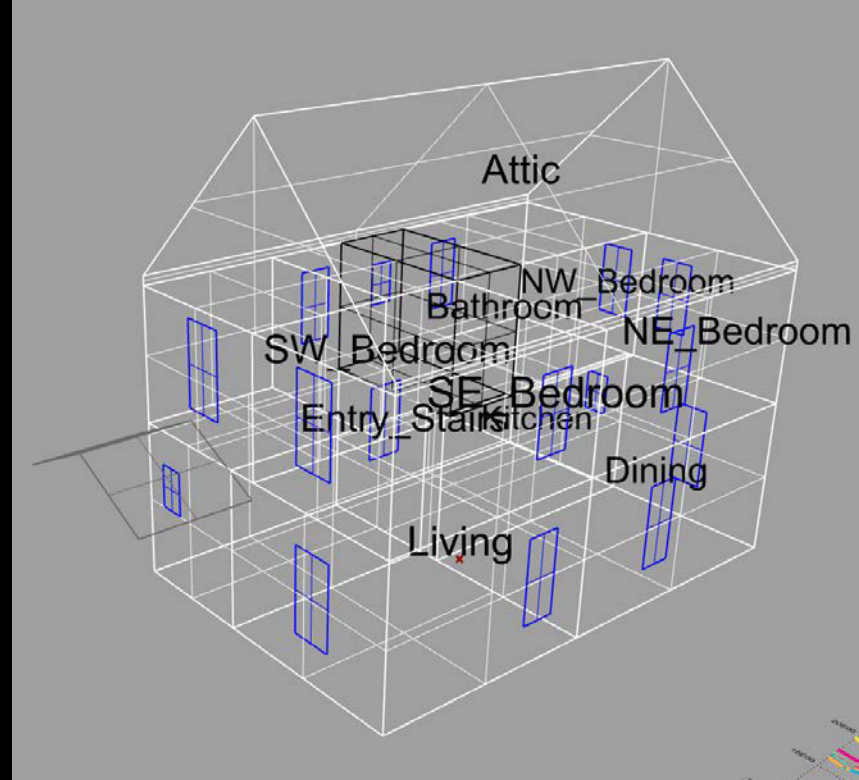 Attic
NW_Bedroom
Bathroom
NE_Bedroom
SW_Bedroom
SE_Bedroom
Entry_Stairs
Kitchen
Dining
Living